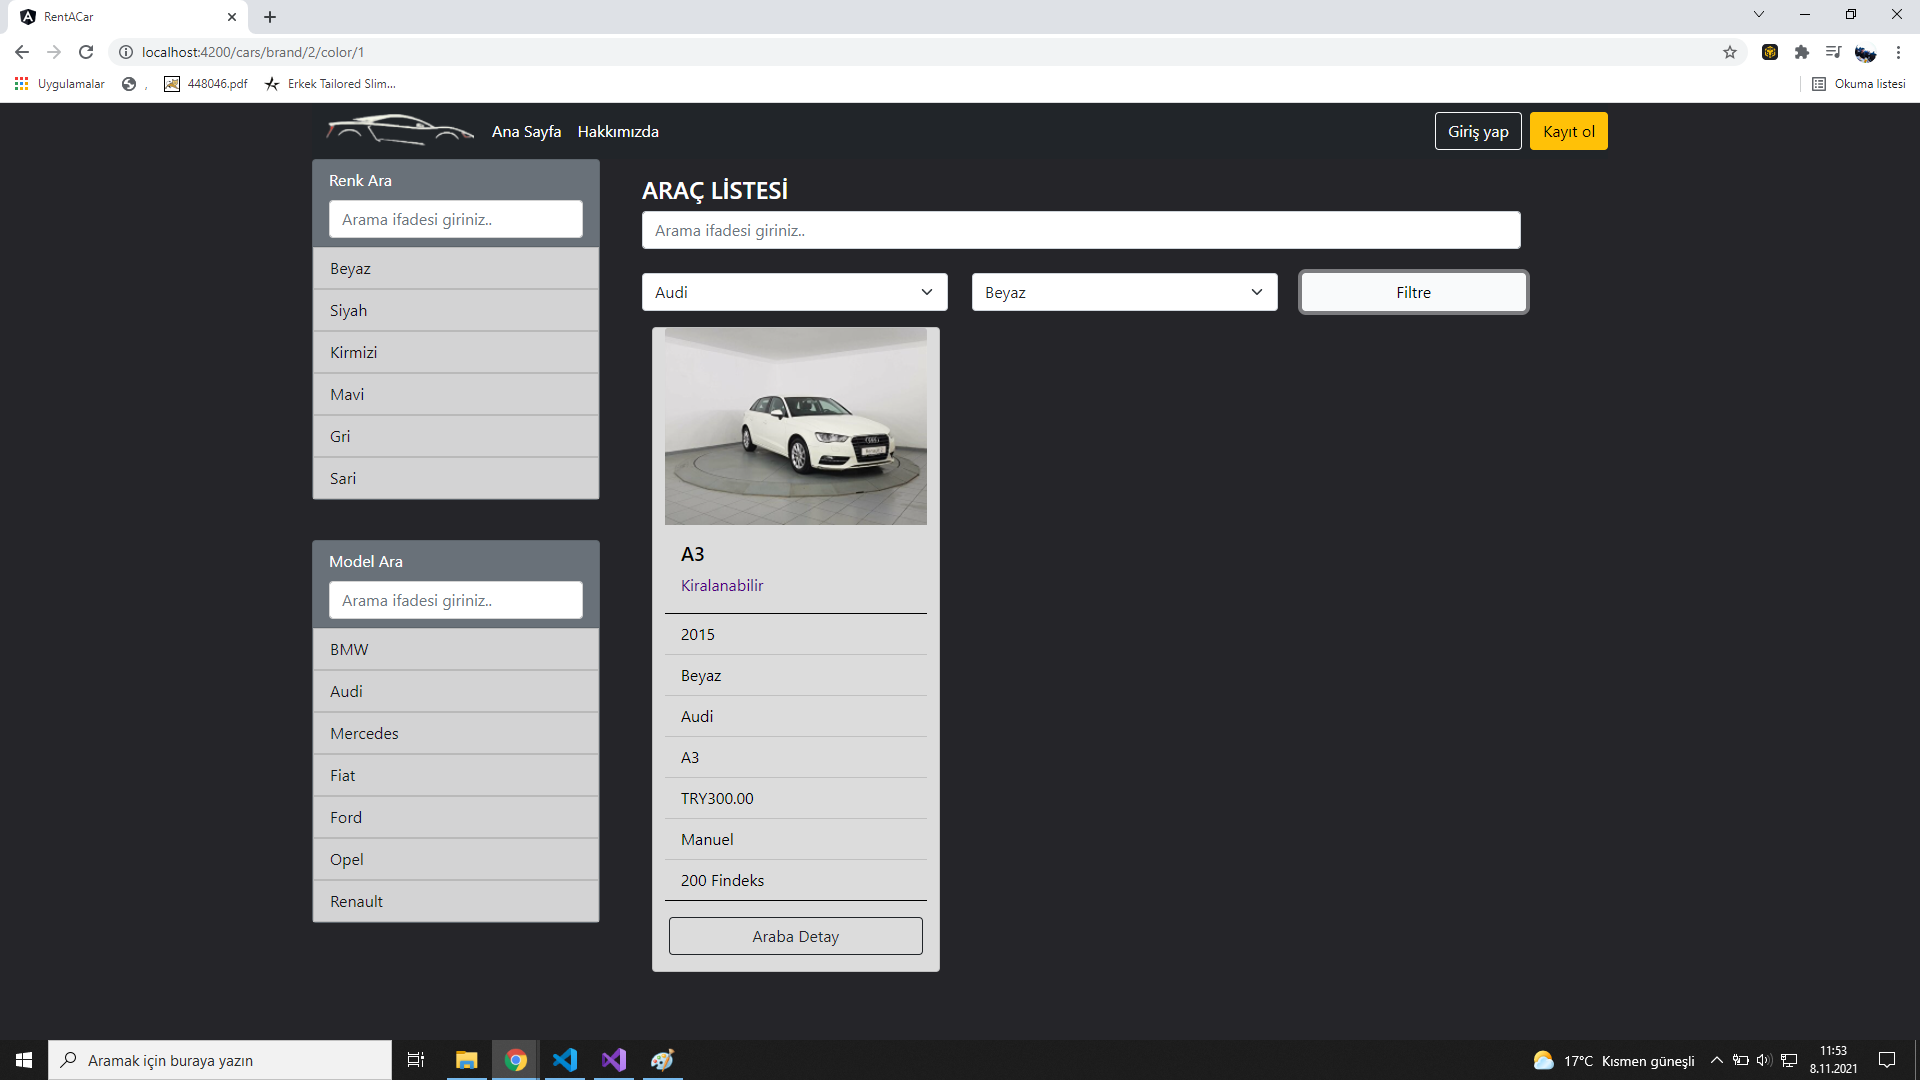 RentACar
localhost:4200/cars/brand/2/color/1
Uygulamalar
,
448046.pdf
Erkek Tailored Slim...
Okuma listesi
Ana Sayfa
Hakkımızda
Giriş yap
Kayıt ol
Renk Ara
Arama ifadesi giriniz..
Beyaz
Siyah
Kirmizi
Mavi
Gri
Sari
Model Ara
Arama ifadesi giriniz..
BMW
Audi
Mercedes
Fiat
Ford
Opel
Renault
ARAÇ LİSTESİ
Arama ifadesi giriniz..
Audi
Beyaz
Filtre
A3
Kiralanabilir
2015
Beyaz
Audi
A3
TRY300.00
Manuel
200 Findeks
Araba Detay
Aramak için buraya yazın
17°C Kısmen güneşli
11:53
8.11.2021